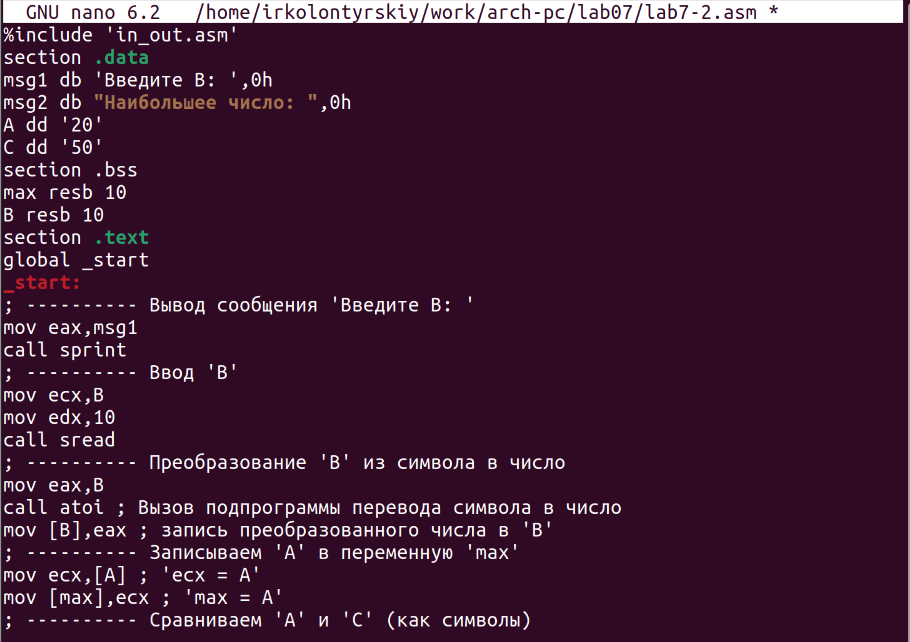 GNU nano 6.2 /home/irkolontyrskiy/work/arch-pc/lab07/lab7-2.asm *
%include 'in_out.asm'
section .data
msg1 db 'Введите B: ',0h
msg2 db "Наибольшее число: ",0h
A dd '20'
C dd '50'
section .bss
max resb 10
B resb 10
section .text
global _start
_start:
; ---------- Вывод сообщения 'Введите B: '
mov eax,msg1
call sprint
; ---------- Ввод 'B'
mov ecx,B
mov edx,10
call sread
; ---------- Преобразование 'B' из символа в число
mov eax,B
call atoi ; Вызов подпрограммы перевода символа в число
mov [B],eax ; запись преобразованного числа в 'B'
; ---------- Записываем 'A' в переменную 'max'
mov ecx,[A] ; 'ecx = A'
mov [max],ecx ; 'max = A'
; ---------- Сравниваем 'A' и 'C' (как символы)